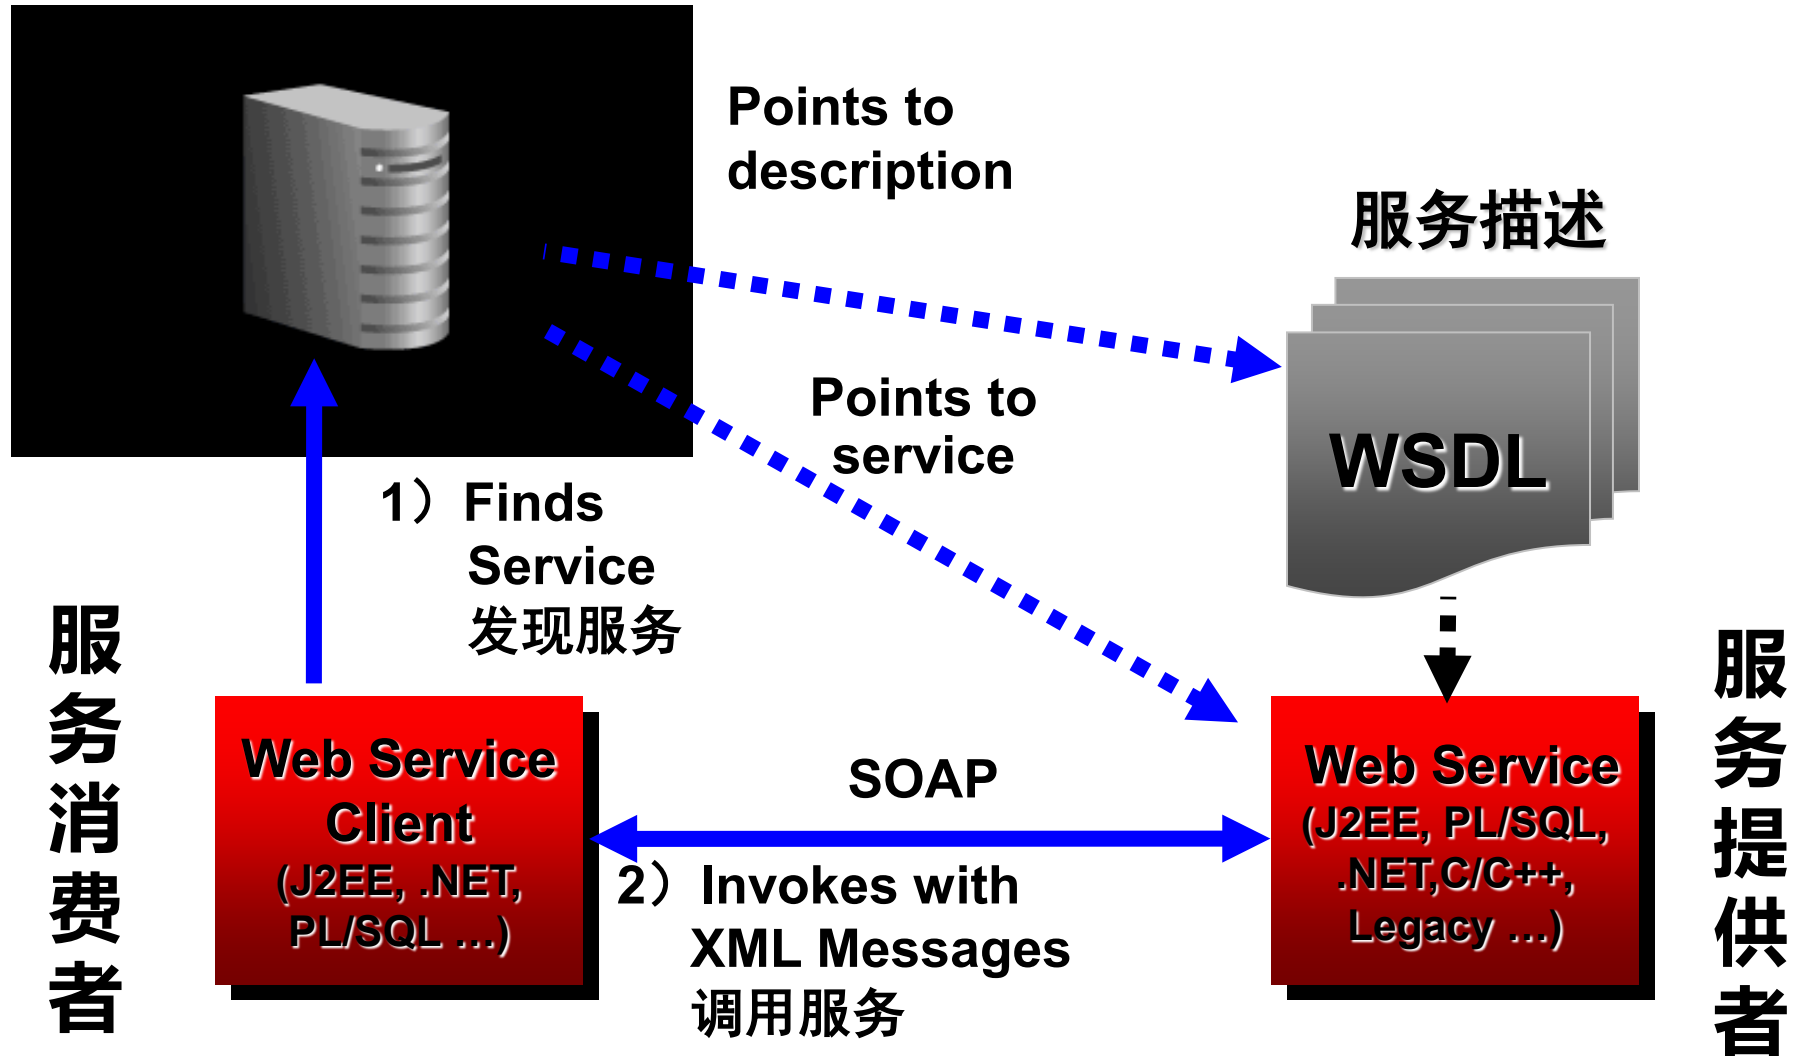 Points to
description
服务描述
WSDL
Points to
service
1）Finds
Service
发现服务
服务消费者
Web Service
Client
(J2EE, .NET,
PL/SQL …)
SOAP
2）Invokes with
XML Messages
调用服务
Web Service
(J2EE, PL/SQL,
.NET,C/C++,
Legacy …)
服务提供者